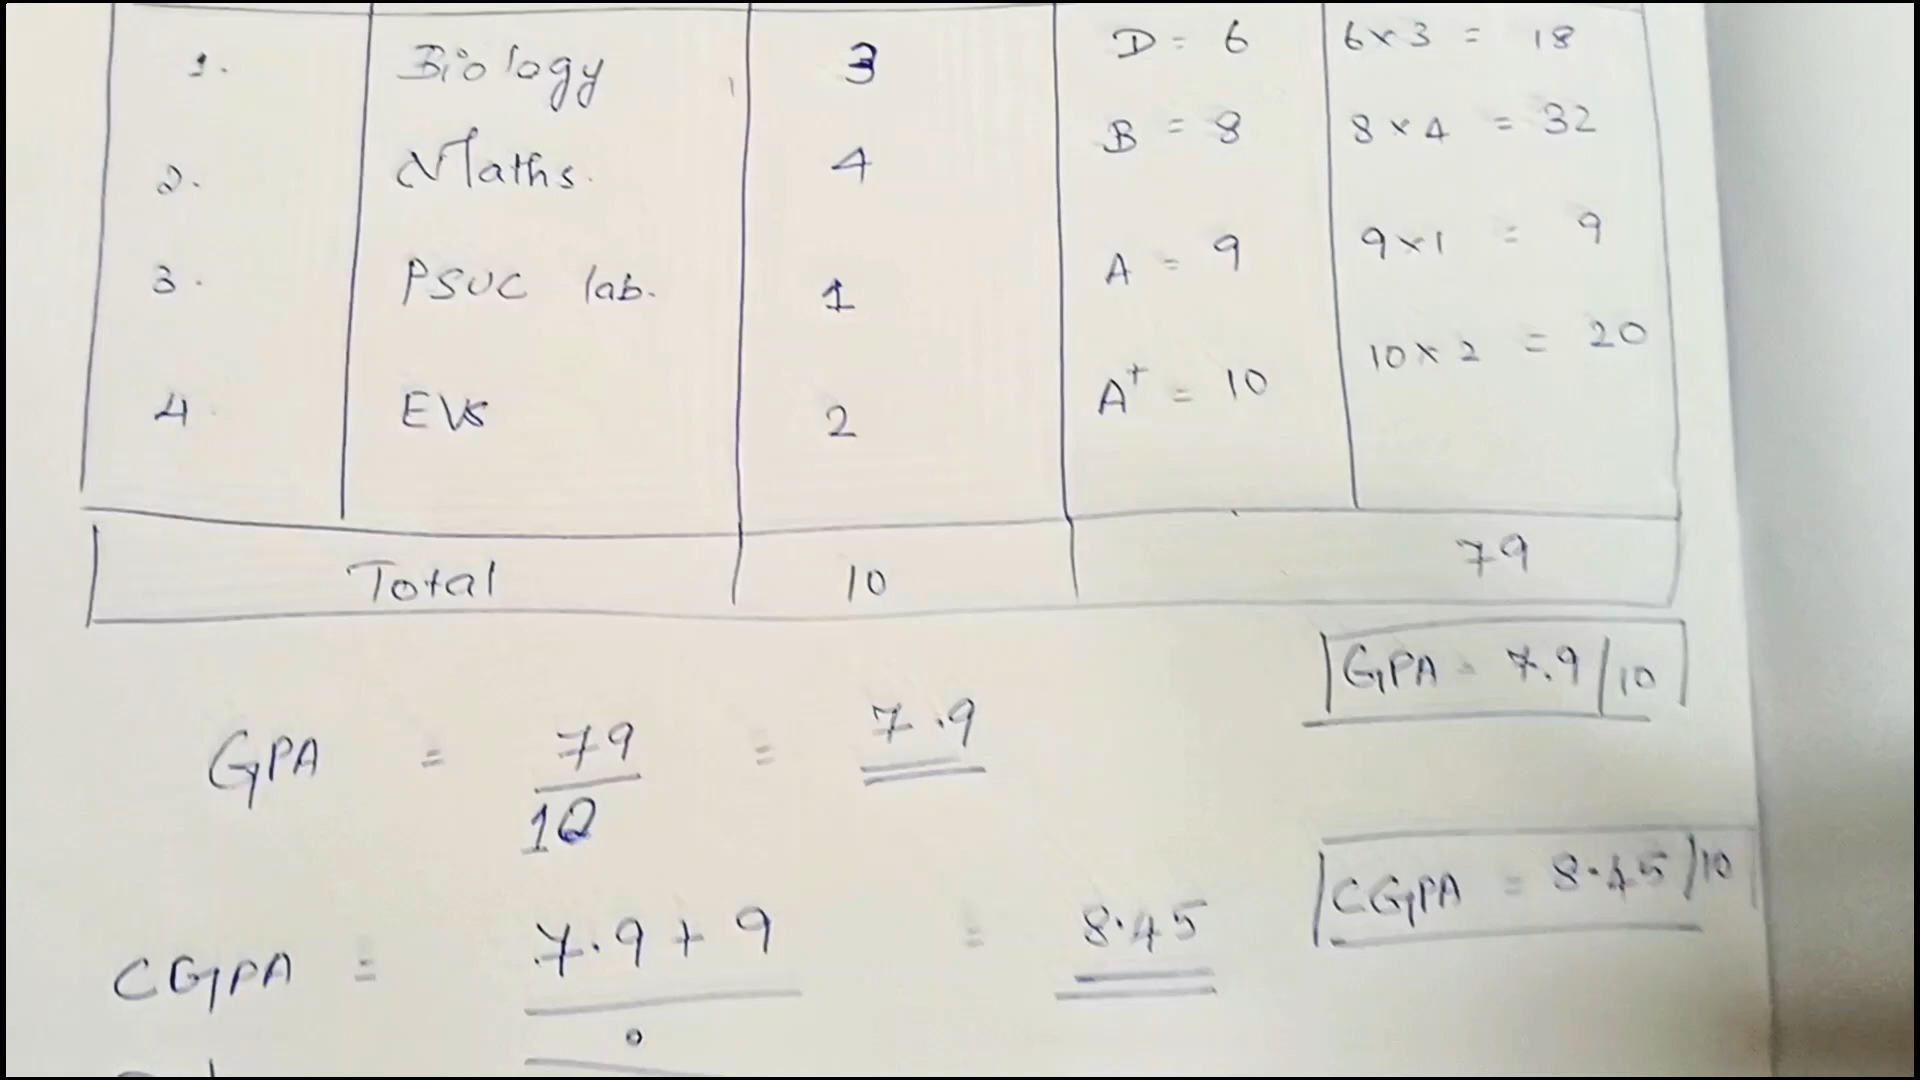 1. Biology 3 D = 6 6 × 3 = 18
2. Maths. 4 B = 8 8 × 4 = 32
3. PSUC lab. 1 A = 9 9 × 1 = 9
4. EVS 2 A+ = 10 10 × 2 = 20
Total 10 79
GPA = 7.9/10
GPA = 79/10 = 7.9
CGPA = 8.45/10
CGPA = 7.9 + 9 = 8.45